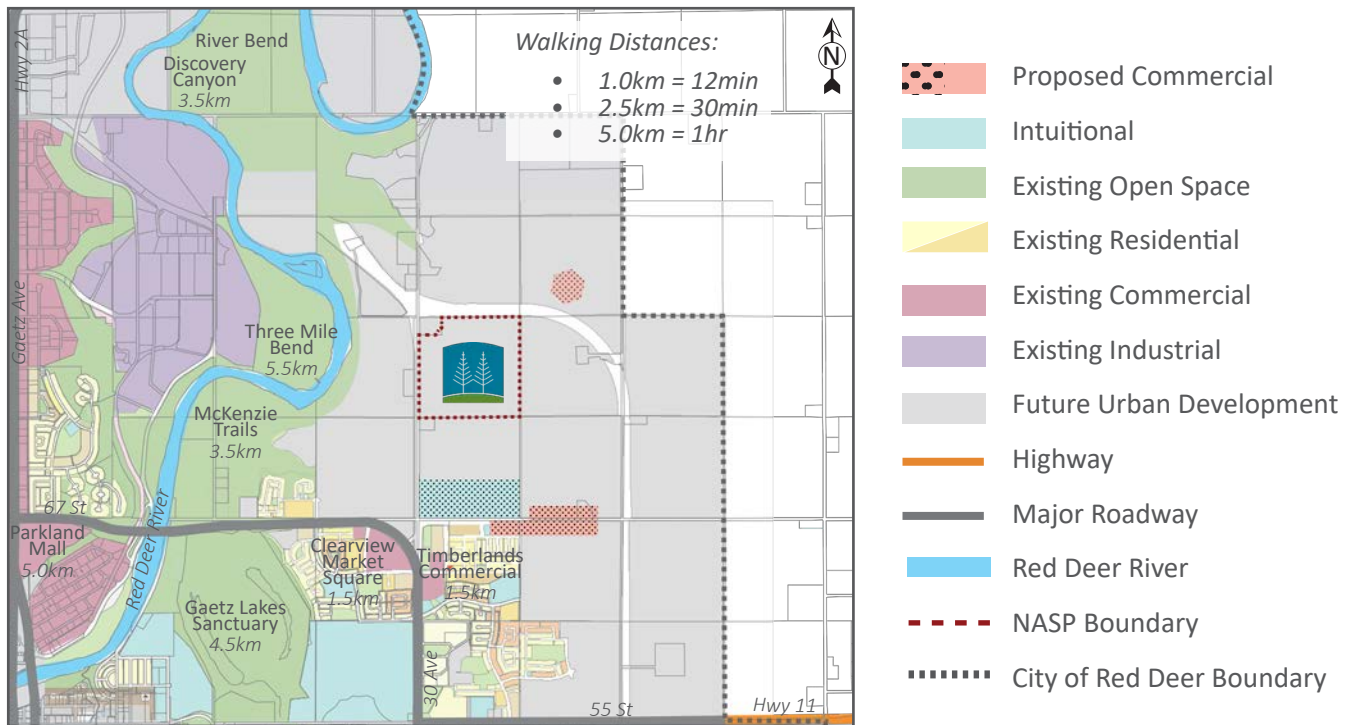 Hwy 2A
River Bend
Discovery
Canyon
3.5km
Walking Distances:
• 1.0km = 12min
• 2.5km = 30min
• 5.0km = 1hr
N
Gaetz Ave
Three Mile
Bend
5.5km
McKenzie
Trails
3.5km
67 St
Parkland
Mall
5.0km
Red Deer River
Clearview
Market
Square
1.5km
Timberlands
Commercial
1.5km
Gaetz Lakes
Sanctuary
4.5km
30 Ave
55 St
Hwy 11
Proposed Commercial
Intuitional
Existing Open Space
Existing Residential
Existing Commercial
Existing Industrial
Future Urban Development
Highway
Major Roadway
Red Deer River
NASP Boundary
City of Red Deer Boundary